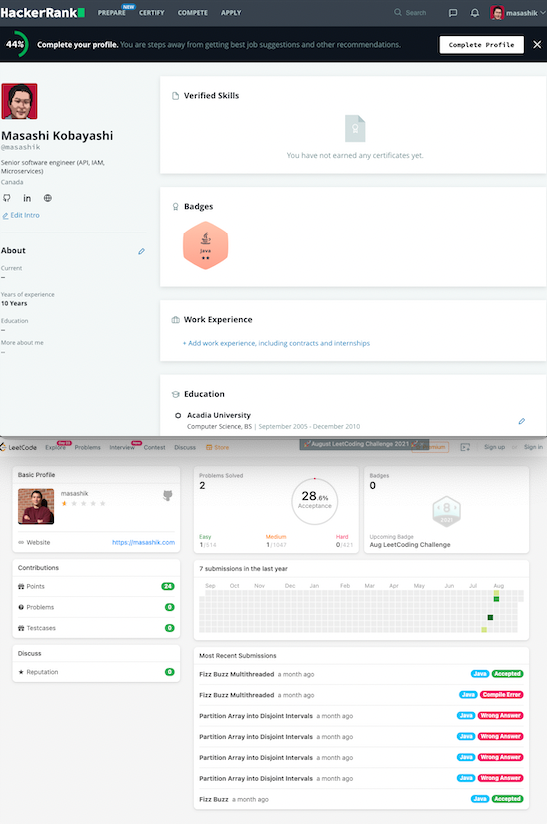 HackerRank
PREPARE NEW CERTIFY COMPETE APPLY
Search
masashik
44% Complete your profile. You are steps away from getting best job suggestions and other recommendations.
Complete Profile
Masashi Kobayashi
@masashik
Senior software engineer (API, IAM,
Microservices)
Canada
in
Edit Intro
About
Current
–
Years of experience
10 Years
Education
–
More about me
–
Verified Skills
You have not earned any certificates yet.
Badges
Java
Work Experience
+ Add work experience, including contracts and internships
Education
Acadia University
Computer Science, BS | September 2005 - December 2010
LeetCode Explore Problems Interview New Contest Discuss Store
August LeetCoding Challenge 2021
Premium
Sign up or Sign in
Basic Profile
masashik
Website https://masashik.com
Contributions
Points 24
Problems 0
Testcases 0
Discuss
Reputation 0
Problems Solved
2
28.6%
Acceptance
Easy Medium Hard
1/514 1/1047 0/421
Badges
0
8
2021
Upcoming Badge
Aug LeetCoding Challenge
7 submissions in the last year
Sep Oct Nov Dec Jan Feb Mar Apr May Jun Jul Aug
Most Recent Submissions
Fizz Buzz Multithreaded a month ago Java Accepted
Fizz Buzz Multithreaded a month ago Java Compile Error
Partition Array into Disjoint Intervals a month ago Java Wrong Answer
Partition Array into Disjoint Intervals a month ago Java Wrong Answer
Partition Array into Disjoint Intervals a month ago Java Wrong Answer
Partition Array into Disjoint Intervals a month ago Java Wrong Answer
Fizz Buzz a month ago Java Accepted